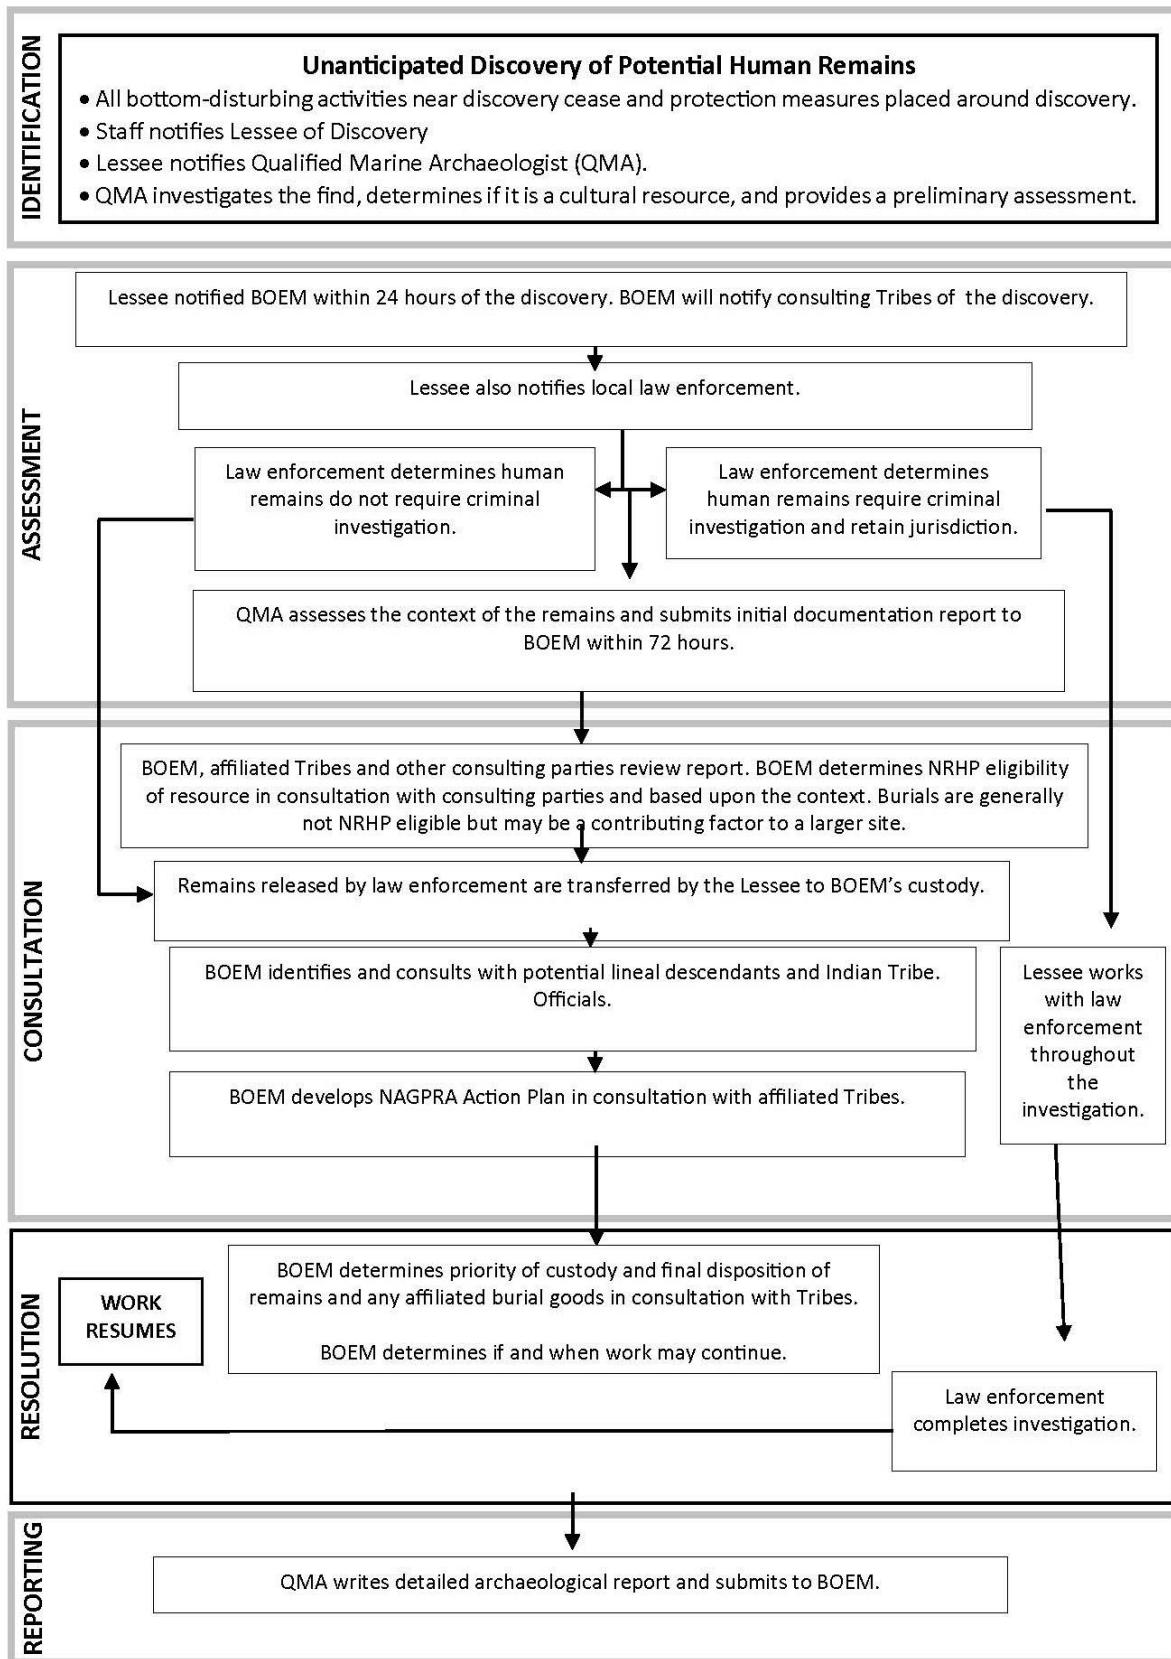 IDENTIFICATION
Unanticipated Discovery of Potential Human Remains
• All bottom-disturbing activities near discovery cease and protection measures placed around discovery.
• Staff notifies Lessee of Discovery
• Lessee notifies Qualified Marine Archaeologist (QMA).
• QMA investigates the find, determines if it is a cultural resource, and provides a preliminary assessment.
ASSESSMENT
Lessee notified BOEM within 24 hours of the discovery. BOEM will notify consulting Tribes of the discovery.
Lessee also notifies local law enforcement.
Law enforcement determines human
remains do not require criminal
investigation.
Law enforcement determines
human remains require criminal
investigation and retain jurisdiction.
QMA assesses the context of the remains and submits initial documentation report to
BOEM within 72 hours.
CONSULTATION
BOEM, affiliated Tribes and other consulting parties review report. BOEM determines NRHP eligibility
of resource in consultation with consulting parties and based upon the context. Burials are generally
not NRHP eligible but may be a contributing factor to a larger site.
Remains released by law enforcement are transferred by the Lessee to BOEM's custody.
BOEM identifies and consults with potential lineal descendants and Indian Tribe.
Officials.
BOEM develops NAGPRA Action Plan in consultation with affiliated Tribes.
Lessee works
with law
enforcement
throughout
the
investigation.
RESOLUTION
WORK
RESUMES
BOEM determines priority of custody and final disposition of
remains and any affiliated burial goods in consultation with Tribes.
BOEM determines if and when work may continue.
Law enforcement
completes investigation.
REPORTING
QMA writes detailed archaeological report and submits to BOEM.